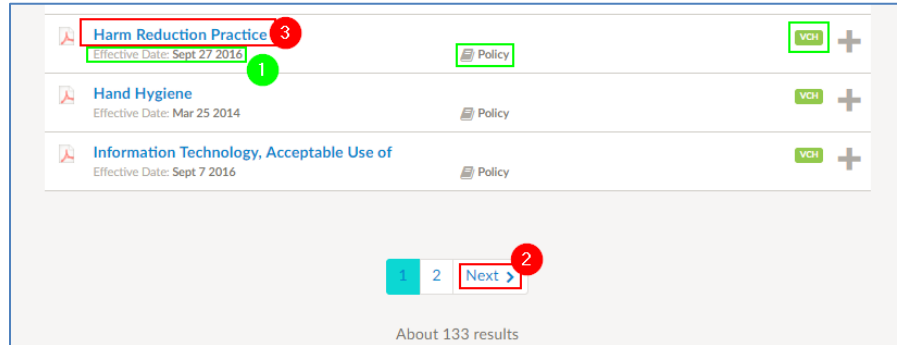 Harm Reduction Practice 3
VCH
Effective Date: Sept 27 2016
Policy
1
Hand Hygiene
VCH
Effective Date: Mar 25 2014
Policy
Information Technology, Acceptable Use of
VCH
Effective Date: Sept 7 2016
Policy
2
1 2 Next >
About 133 results